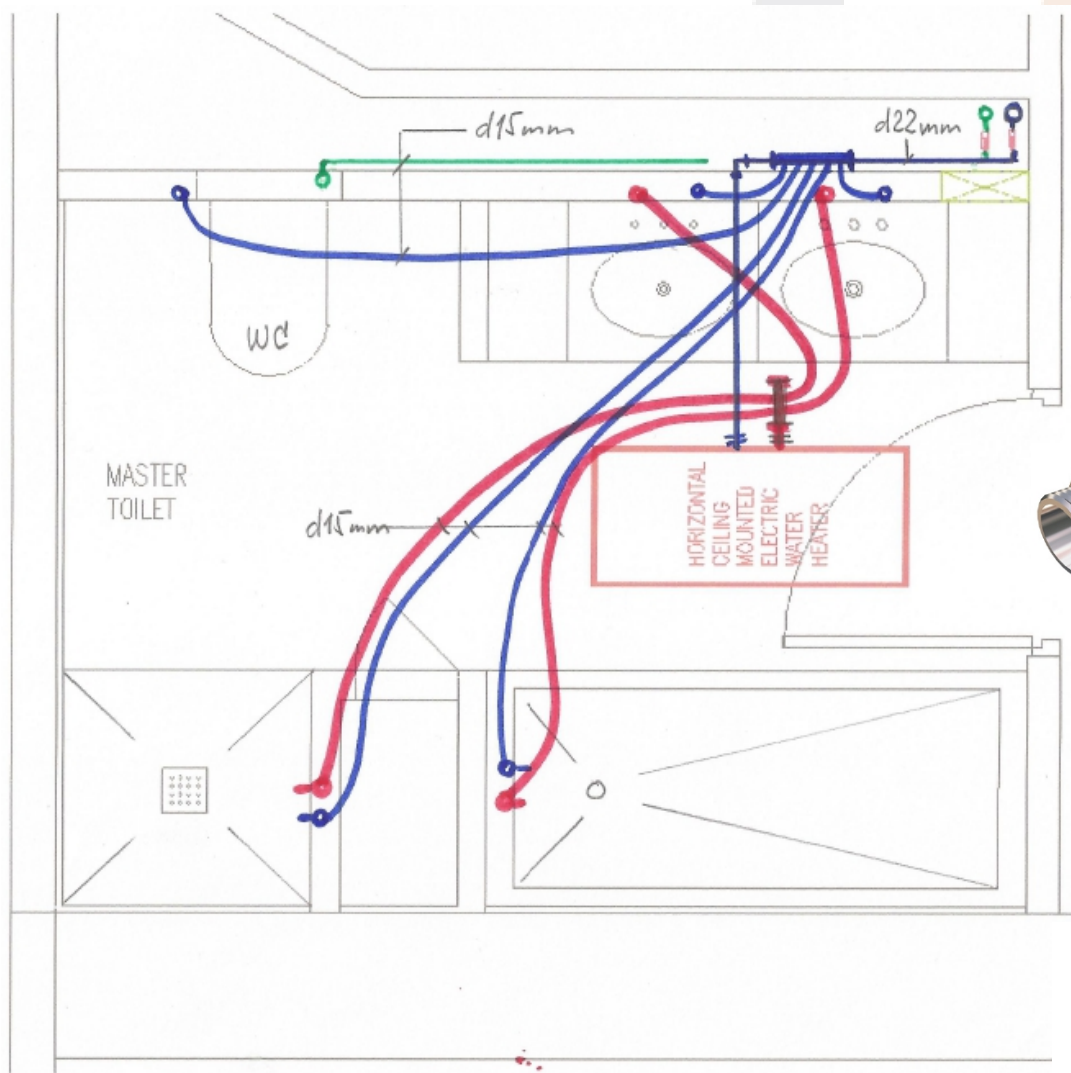 d15mm
d22mm
WC
MASTER
TOILET
d15mm
HORIZONTAL
CEILING
MOUNTED
ELECTRIC
WATER
HEATER